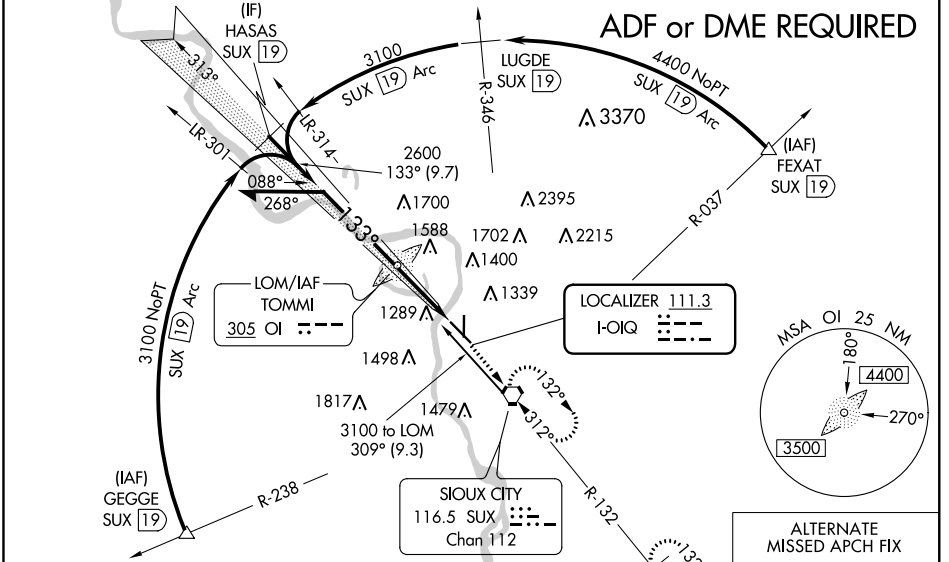 ADF or DME REQUIRED
(IF)
HASAS
SUX 19
313°
LR-301
LR-314
3100
SUX 19 Arc
LUGDE
SUX 19
R-346
4400 NoPT
SUX 19 Arc
3370
(IAF)
FEXAT
SUX 19
R-037
2600
133° (9.7)
088°
268°
133°
1700
2395
1588
1702
2215
1400
1339
1289
1498
1817
1479
LOM/IAF
TOMMI
305 OI
LOCALIZER 111.3
I-OIQ
3100 NoPT
SUX 19 Arc
3100 to LOM
309° (9.3)
132°
312°
(IAF)
GEGGE
SUX 19
R-238
SIOUX CITY
116.5 SUX
Chan 112
R-132
MSA OI 25 NM
180°
4400
270°
3500
ALTERNATE
MISSED APCH FIX